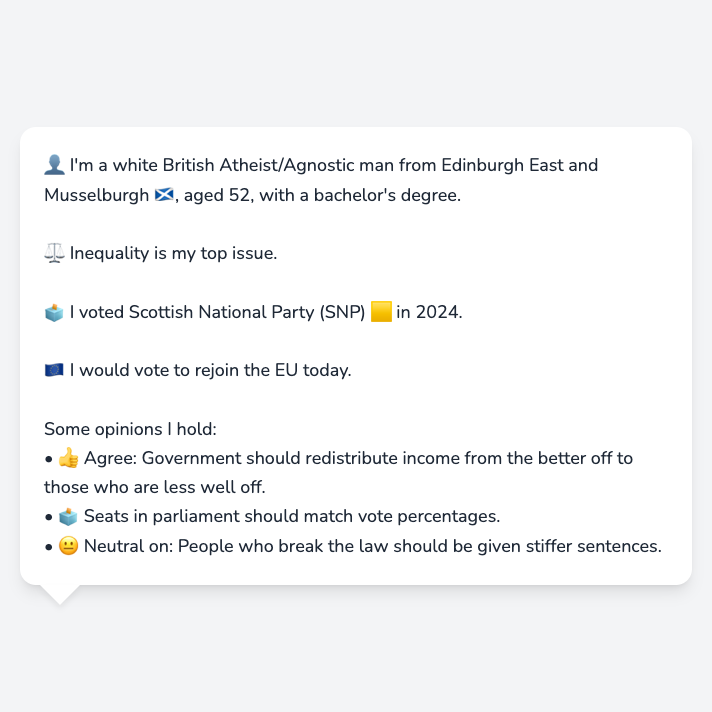 👤 I'm a white British Atheist/Agnostic man from Edinburgh East and
Musselburgh 🏴󠁧󠁢󠁳󠁣󠁴󠁿, aged 52, with a bachelor's degree.
⚖️ Inequality is my top issue.
🗳️ I voted Scottish National Party (SNP) 🟨 in 2024.
🇪🇺 I would vote to rejoin the EU today.
Some opinions I hold:
• 👍 Agree: Government should redistribute income from the better off to
those who are less well off.
• 🗳️ Seats in parliament should match vote percentages.
• 😐 Neutral on: People who break the law should be given stiffer sentences.